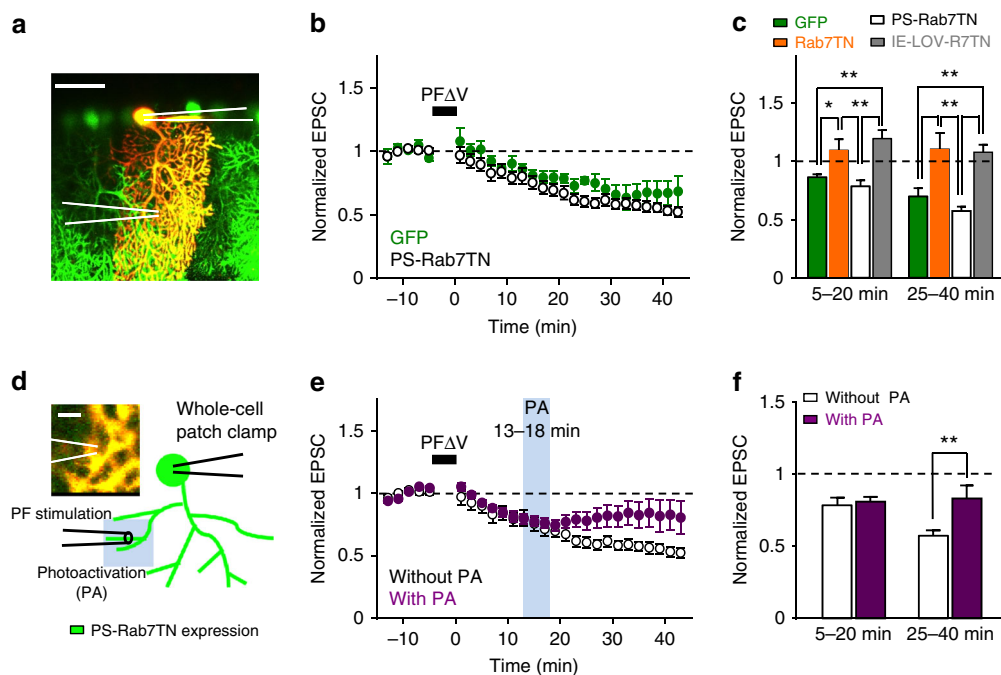 a
b
PFΔV
Normalized EPSC
1.5
1
0.5
0
GFP
PS-Rab7TN
−10 0 10 20 30 40
Time (min)
c
GFP PS-Rab7TN
Rab7TN IE-LOV-R7TN
** **
* ** **
Normalized EPSC
1.5
1
0.5
0
5–20 min 25–40 min
d
Whole-cell
patch clamp
PF stimulation
Photoactivation
(PA)
PS-Rab7TN expression
e
PA
PFΔV 13–18 min
Normalized EPSC
1.5
1
0.5
0
Without PA
With PA
−10 0 10 20 30 40
Time (min)
f
Without PA
With PA
**
Normalized EPSC
1.5
1
0.5
0
5–20 min 25–40 min